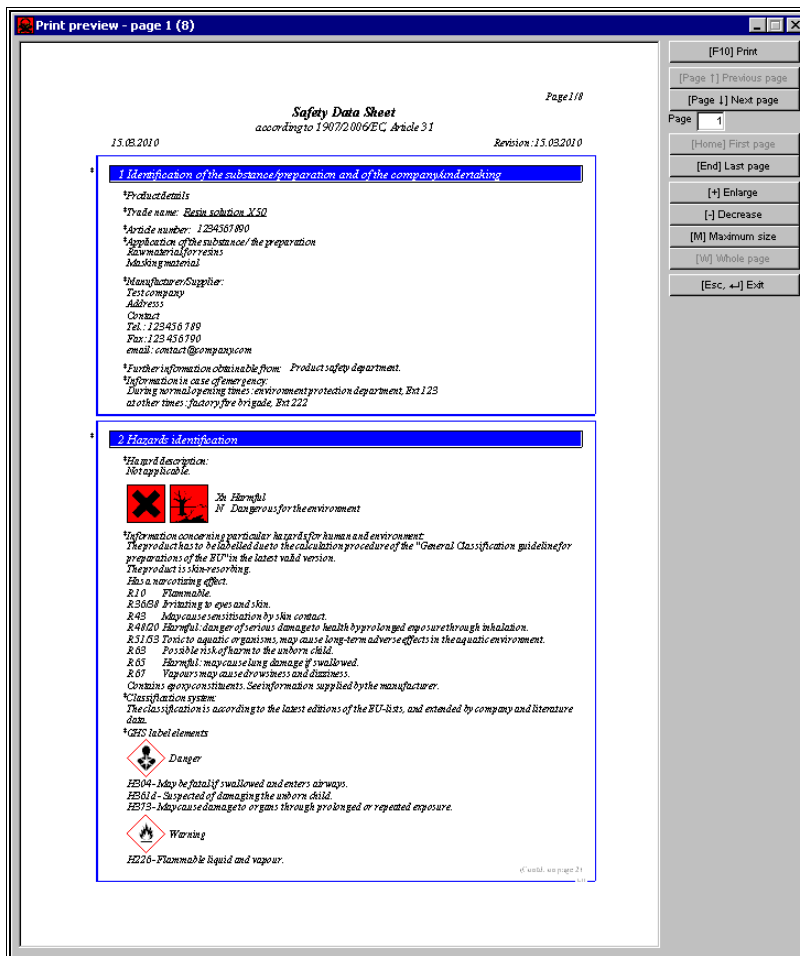 Print preview - page 1 (8)
Page 1/8
Safety Data Sheet
according to 1907/2006/EC, Article 31
15.03.2010 Revision: 15.03.2010
* 1 Identification of the substance/preparation and of the company/undertaking
*Product details
*Trade name: Resin solution X50
*Article number: 1234567890
*Application of the substance / the preparation
Raw material for resins
Masking material
*Manufacturer/Supplier:
Test company
Addresss
Contact
Tel.: 123 456 789
Fax: 123 456790
email: contact@company.com
*Further information obtainable from: Product safety department.
*Information in case of emergency:
During normal opening times: environment protection department, Ext 123
at other times: factory fire brigade, Ext 222
* 2 Hazards identification
*Hazard description:
Not applicable.
Xn Harmful
N Dangerous for the environment
*Information concerning particular hazards for human and environment:
The product has to be labelled due to the calculation procedure of the "General Classification guideline for
preparations of the EU" in the latest valid version.
The product is skin-resorbing.
Has a narcotizing effect.
R10 Flammable.
R36/38 Irritating to eyes and skin.
R43 May cause sensitisation by skin contact.
R48/20 Harmful: danger of serious damage to health by prolonged exposure through inhalation.
R51/53 Toxic to aquatic organisms, may cause long-term adverse effects in the aquatic environment.
R63 Possible risk of harm to the unborn child.
R65 Harmful: may cause lung damage if swallowed.
R67 Vapours may cause drowsiness and dizziness.
Contains epoxy constituents. See information supplied by the manufacturer.
*Classification system:
The classification is according to the latest editions of the EU-lists, and extended by company and literature
data.
*GHS label elements
Danger
H304 - May be fatal if swallowed and enters airways.
H361d - Suspected of damaging the unborn child.
H373 - May cause damage to organs through prolonged or repeated exposure.
Warning
H226 - Flammable liquid and vapour.
(Contd. on page 2)
[F10] Print
[Page ↑] Previous page
[Page ↓] Next page
Page 1
[Home] First page
[End] Last page
[+] Enlarge
[-] Decrease
[M] Maximum size
[W] Whole page
[Esc, ↵] Exit